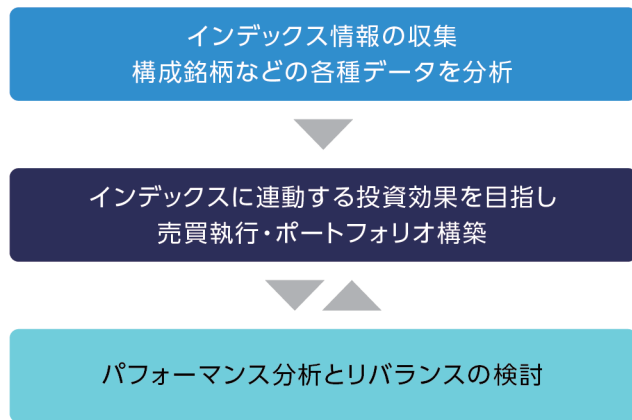 インデックス情報の収集
構成銘柄などの各種データを分析
インデックスに連動する投資効果を目指し
売買執行・ポートフォリオ構築
パフォーマンス分析とリバランスの検討